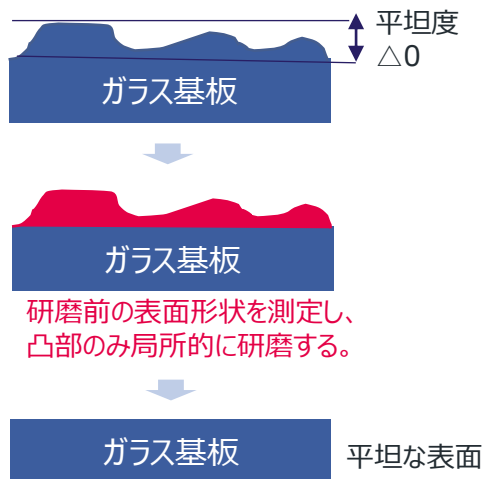 平坦度
△0
ガラス基板
ガラス基板
研磨前の表面形状を測定し、
凸部のみ局所的に研磨する。
ガラス基板
平坦な表面